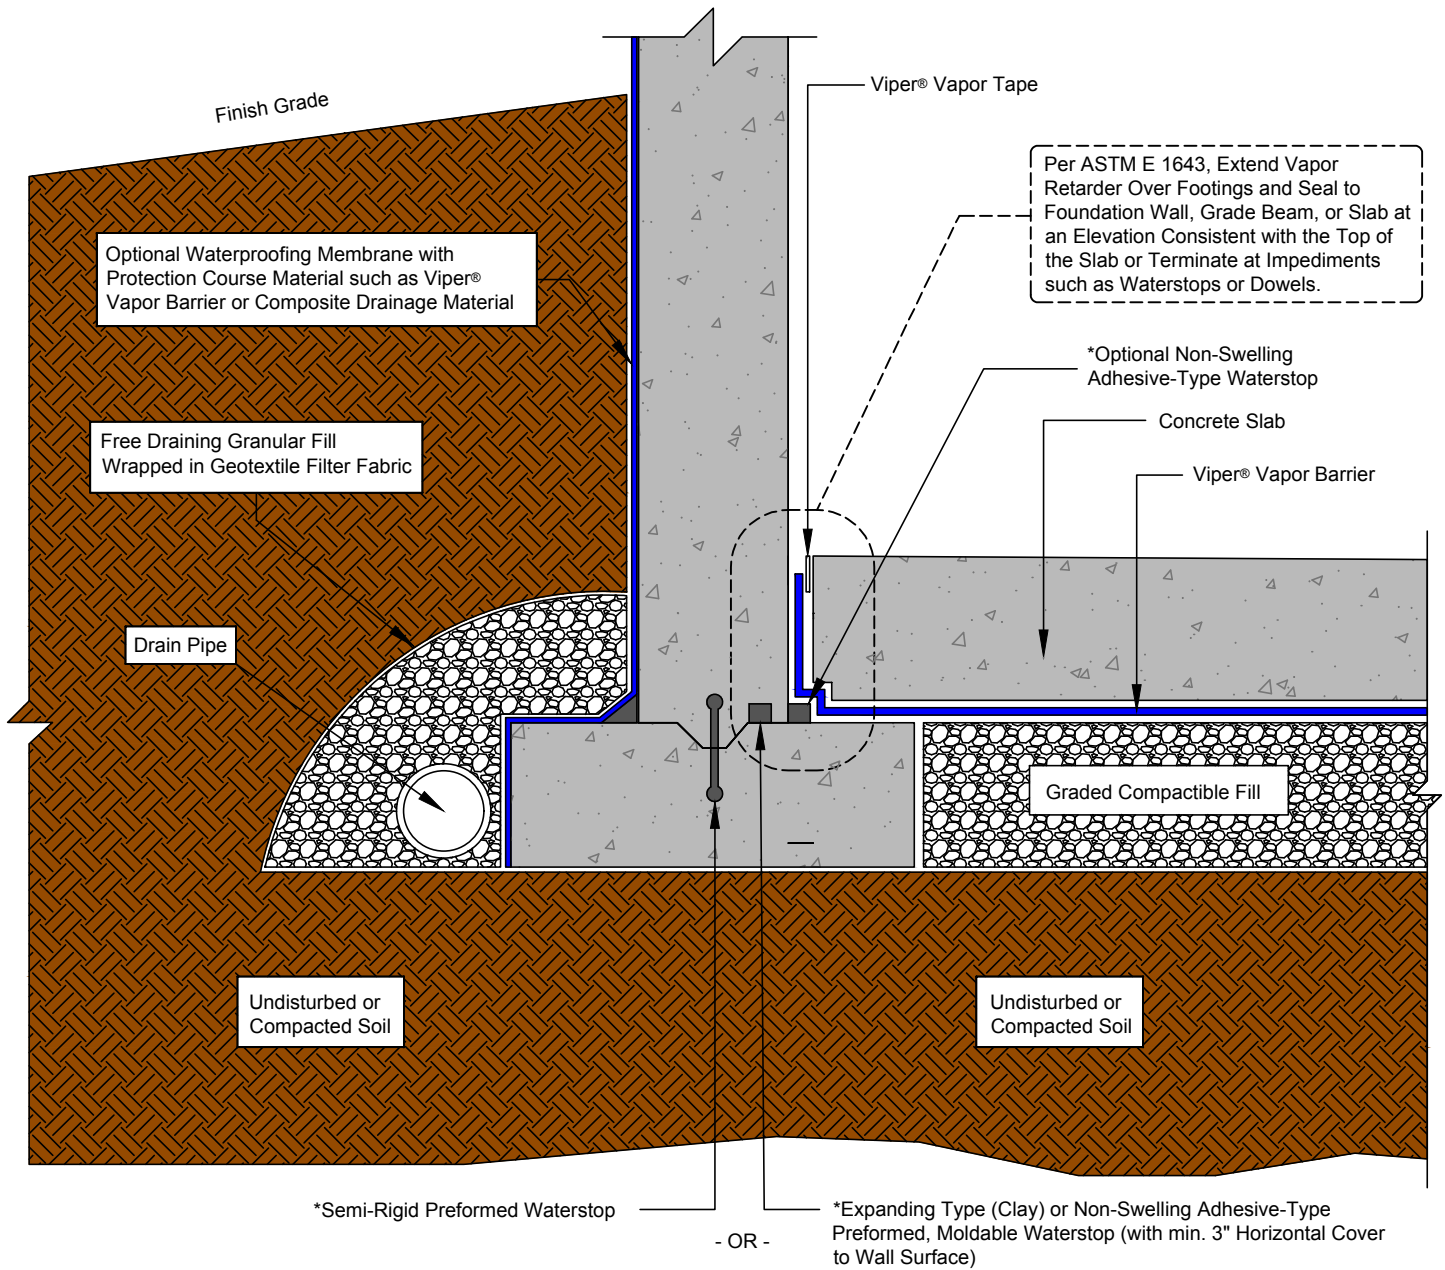 Finish Grade
Viper® Vapor Tape
Per ASTM E 1643, Extend Vapor
Retarder Over Footings and Seal to
Foundation Wall, Grade Beam, or Slab at
an Elevation Consistent with the Top of
the Slab or Terminate at Impediments
such as Waterstops or Dowels.
Optional Waterproofing Membrane with
Protection Course Material such as Viper®
Vapor Barrier or Composite Drainage Material
*Optional Non-Swelling
Adhesive-Type Waterstop
Concrete Slab
Free Draining Granular Fill
Wrapped in Geotextile Filter Fabric
Viper® Vapor Barrier
Drain Pipe
Graded Compactible Fill
Undisturbed or
Compacted Soil
Undisturbed or
Compacted Soil
*Semi-Rigid Preformed Waterstop
- OR -
*Expanding Type (Clay) or Non-Swelling Adhesive-Type
Preformed, Moldable Waterstop (with min. 3" Horizontal Cover
to Wall Surface)